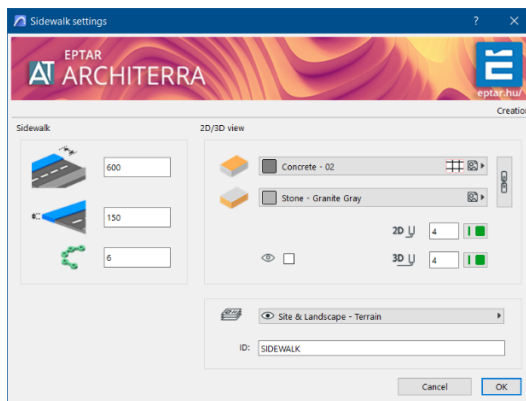 Sidewalk settings
EPTAR
AT ARCHITERRA
eptar.hu/
Creation
Sidewalk
2D/3D view
600
Concrete - 02
Stone - Granite Gray
150
2D
4
6
3D
4
Site & Landscape - Terrain
ID:
SIDEWALK
Cancel
OK